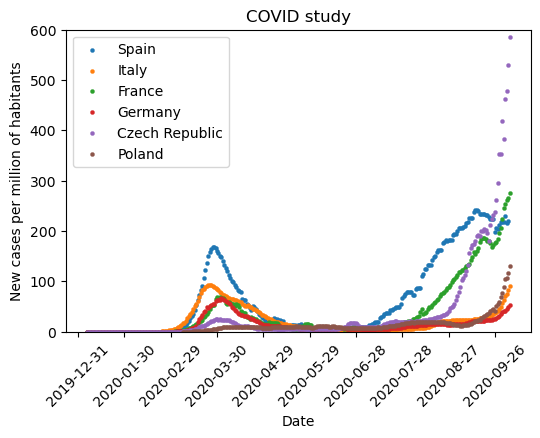 COVID study
New cases per million of habitants
600
500
400
300
200
100
0
Spain
Italy
France
Germany
Czech Republic
Poland
2019-12-31
2020-01-30
2020-02-29
2020-03-30
2020-04-29
2020-05-29
2020-06-28
2020-07-28
2020-08-27
2020-09-26
Date